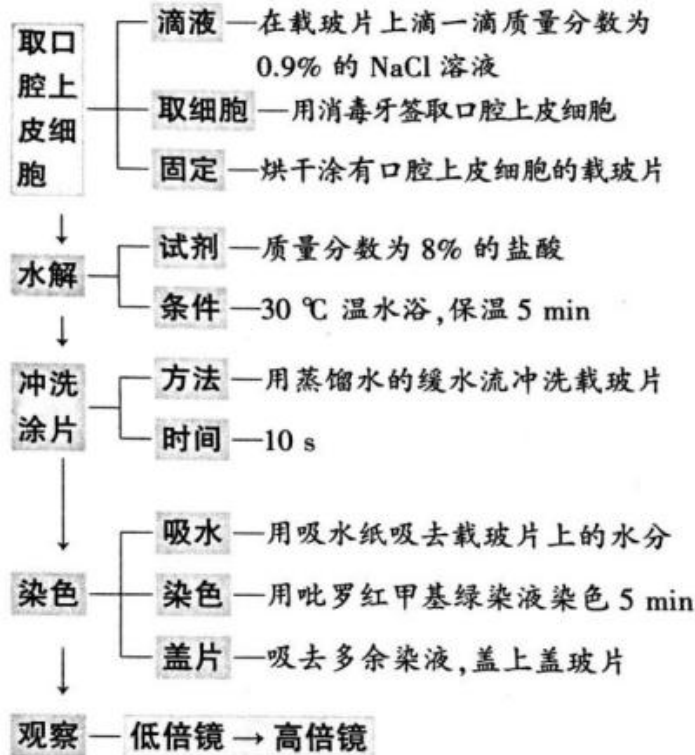 取口腔上皮细胞
滴液 — 在载玻片上滴一滴质量分数为
0.9% 的 NaCl 溶液
取细胞 — 用消毒牙签取口腔上皮细胞
固定 — 烘干涂有口腔上皮细胞的载玻片
↓
水解
试剂 — 质量分数为 8% 的盐酸
条件 — 30 ℃ 温水浴,保温 5 min
↓
冲洗涂片
方法 — 用蒸馏水的缓水流冲洗载玻片
时间 — 10 s
↓
染色
吸水 — 用吸水纸吸去载玻片上的水分
染色 — 用吡罗红甲基绿染液染色 5 min
盖片 — 吸去多余染液,盖上盖玻片
↓
观察 — 低倍镜 → 高倍镜